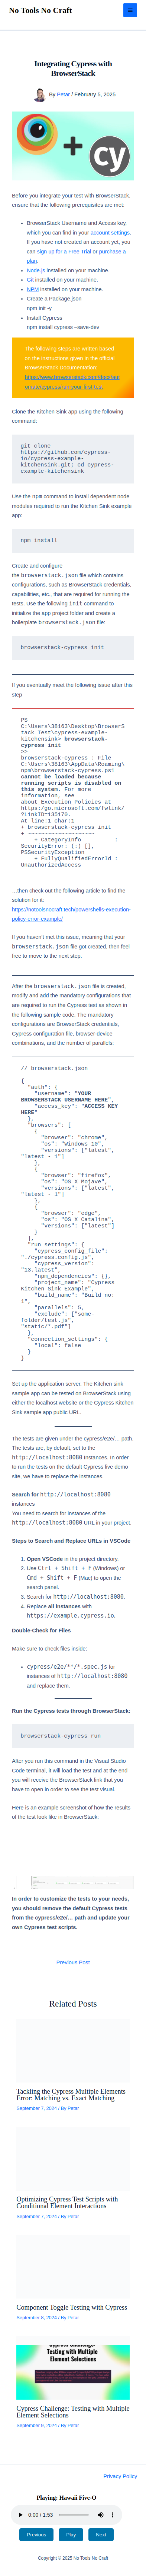 No Tools No Craft
Integrating Cypress with
BrowserStack
By Petar / February 5, 2025
cy
Before you integrate your test with BrowserStack,
ensure that the following prerequisites are met:
BrowserStack Username and Access key,
which you can find in your account settings.
If you have not created an account yet, you
can sign up for a Free Trial or purchase a
plan.
Node.js installed on your machine.
Git installed on your machine.
NPM installed on your machine.
Create a Package.json
npm init -y
Install Cypress
npm install cypress --save-dev
The following steps are written based
on the instructions given in the official
BrowserStack Documentation:
https://www.browserstack.com/docs/aut
omate/cypress/run-your-first-test
Clone the Kitchen Sink app using the following
command:
git clone
https://github.com/cypress-
io/cypress-example-
kitchensink.git; cd cypress-
example-kitchensink
Use the npm command to install dependent node
modules required to run the Kitchen Sink example
app:
npm install
Create and configure
the browserstack.json file which contains
configurations, such as BrowserStack credentials,
capabilities, etc., that are required for running
tests. Use the following init command to
initialize the app project folder and create a
boilerplate browserstack.json file:
browserstack-cypress init
If you eventually meet the following issue after this
step
PS
C:\Users\38163\Desktop\BrowserS
tack Test\cypress-example-
kitchensink> browserstack-
cypress init
>>
browserstack-cypress : File
C:\Users\38163\AppData\Roaming\
npm\browserstack-cypress.ps1
cannot be loaded because
running scripts is disabled on
this system. For more
information, see
about_Execution_Policies at
https:/go.microsoft.com/fwlink/
?LinkID=135170.
At line:1 char:1
+ browserstack-cypress init
+ ~~~~~~~~~~~~~~~~~~~~
+ CategoryInfo :
SecurityError: (:) [],
PSSecurityException
+ FullyQualifiedErrorId :
UnauthorizedAccess
...then check out the following article to find the
solution for it:
https://notoolsnocraft.tech/powershells-execution-
policy-error-example/
If you haven't met this issue, meaning that your
browserstack.json file got created, then feel
free to move to the next step.
After the browserstack.json file is created,
modify and add the mandatory configurations that
are required to run the Cypress test as shown in
the following sample code. The mandatory
configurations are BrowserStack credentials,
Cypress configuration file, browser-device
combinations, and the number of parallels:
// browserstack.json
{
"auth": {
"username": "YOUR
BROWSERSTACK USERNAME HERE",
"access_key": "ACCESS KEY
HERE"
},
"browsers": [
{
"browser": "chrome",
"os": "Windows 10",
"versions": ["latest",
"latest - 1"]
},
{
"browser": "firefox",
"os": "OS X Mojave",
"versions": ["latest",
"latest - 1"]
},
{
"browser": "edge",
"os": "OS X Catalina",
"versions": ["latest"]
}
],
"run_settings": {
"cypress_config_file":
"./cypress.config.js",
"cypress_version":
"13.latest",
"npm_dependencies": {},
"project_name": "Cypress
Kitchen Sink Example",
"build_name": "Build no:
1",
"parallels": 5,
"exclude": ["some-
folder/test.js",
"static/*.pdf"]
},
"connection_settings": {
"local": false
}
}
Set up the application server. The Kitchen sink
sample app can be tested on BrowserStack using
either the localhost website or the Cypress Kitchen
Sink sample app public URL.
The tests are given under the cypress/e2e/... path.
The tests are, by default, set to the
http://localhost:8080 Instances. In order
to run the tests on the default Cypress live demo
site, we have to replace the instances.
Search for http://localhost:8080
instances
You need to search for instances of the
http://localhost:8080 URL in your project.
Steps to Search and Replace URLs in VSCode
1. Open VSCode in the project directory.
2. Use Ctrl + Shift + F (Windows) or
Cmd + Shift + F (Mac) to open the
search panel.
3. Search for http://localhost:8080.
4. Replace all instances with
https://example.cypress.io.
Double-Check for Files
Make sure to check files inside:
cypress/e2e/**/*.spec.js for
instances of http://localhost:8080
and replace them.
Run the Cypress tests through BrowserStack:
browserstack-cypress run
After you run this command in the Visual Studio
Code terminal, it will load the test and at the end
you will receive the BrowserStack link that you
have to open in order to see the test visual.
Here is an example screenshot of how the results
of the test look like in BrowserStack:
In order to customize the tests to your needs,
you should remove the default Cypress tests
from the cypress/e2e/... path and update your
own Cypress test scripts.
Previous Post
Related Posts
Tackling the Cypress Multiple Elements
Error: Matching vs. Exact Matching
September 7, 2024 / By Petar
Optimizing Cypress Test Scripts with
Conditional Element Interactions
September 7, 2024 / By Petar
Component Toggle Testing with Cypress
September 8, 2024 / By Petar
Cypress Challenge:
Testing with Multiple
Element Selections
Cypress Challenge: Testing with Multiple
Element Selections
September 9, 2024 / By Petar
Privacy Policy
Playing: Hawaii Five-O
0:00 / 1:53
Previous
Play
Next
Copyright © 2025 No Tools No Craft